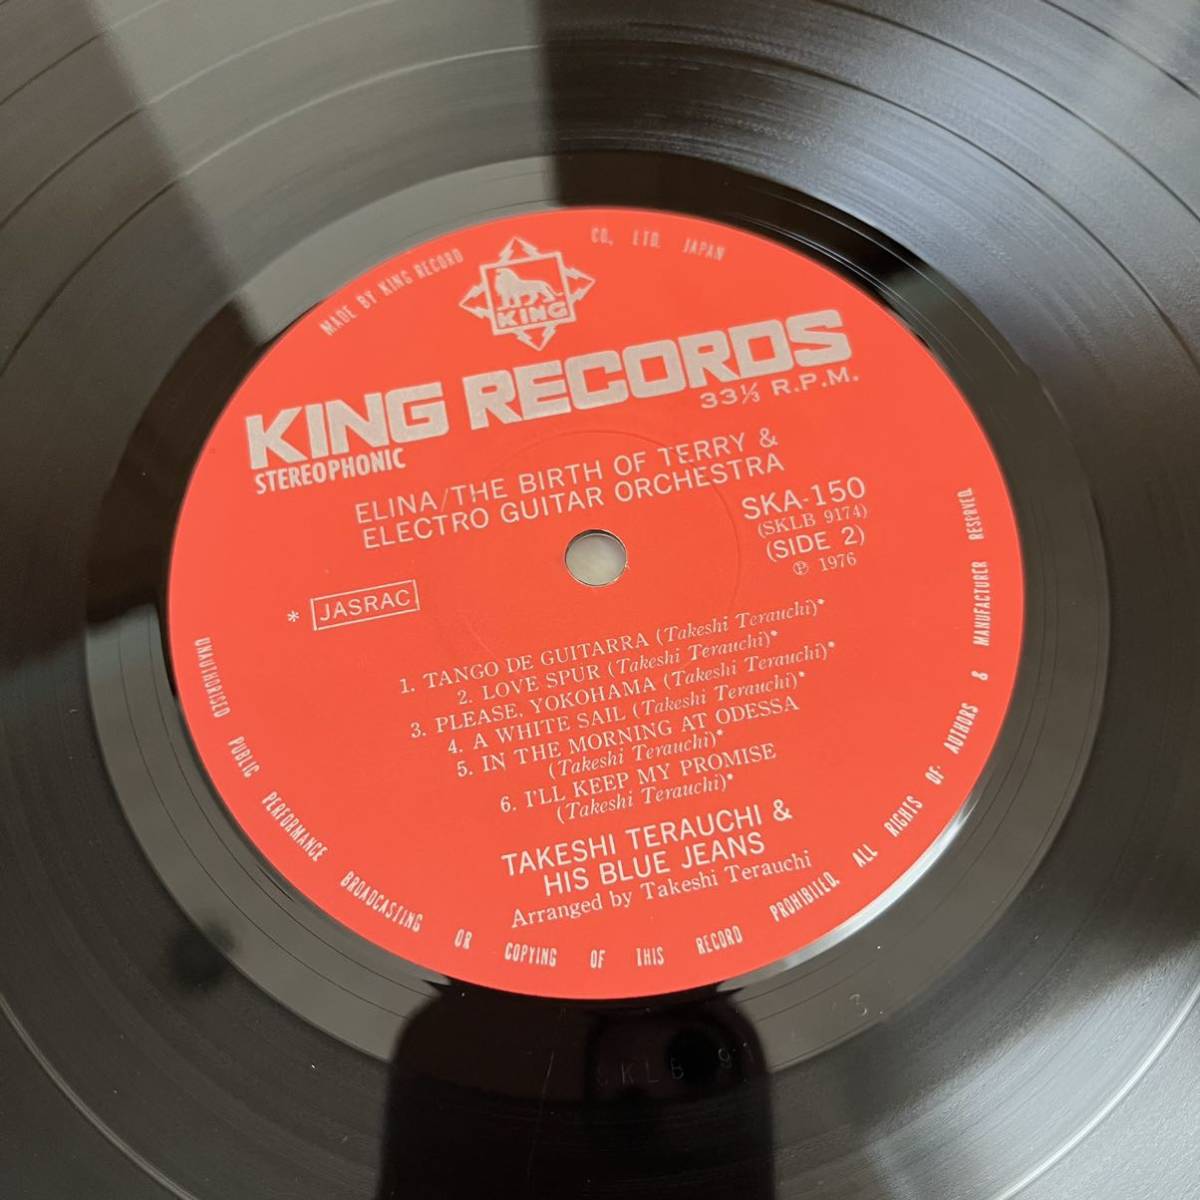 MADE BY KING RECORD CO., LTD. JAPAN
KING
KING RECORDS
33⅓ R.P.M.
STEREOPHONIC
ELINA/THE BIRTH OF TERRY &
ELECTRO GUITAR ORCHESTRA
SKA-150
(SKLB 9174)
(SIDE 2)
℗ 1976
* JASRAC
1. TANGO DE GUITARRA (Takeshi Terauchi)*
2. LOVE SPUR (Takeshi Terauchi)*
3. PLEASE, YOKOHAMA (Takeshi Terauchi)*
4. A WHITE SAIL (Takeshi Terauchi)*
5. IN THE MORNING AT ODESSA
(Takeshi Terauchi)*
6. I'LL KEEP MY PROMISE
(Takeshi Terauchi)*
TAKESHI TERAUCHI &
HIS BLUE JEANS
Arranged by Takeshi Terauchi
UNAUTHORISED PUBLIC PERFORMANCE BROADCASTING OR COPYING OF THIS RECORD PROHIBILED. ALL RIGHTS OF AUTHORS & MANUFACTURER RESERVED.
3